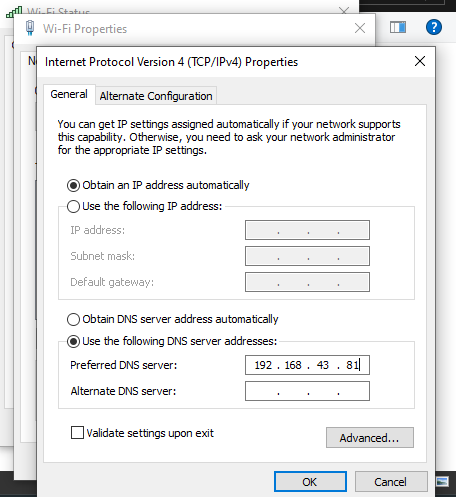 Wi-Fi Status
Wi-Fi Properties
Internet Protocol Version 4 (TCP/IPv4) Properties
General
Alternate Configuration
You can get IP settings assigned automatically if your network supports
this capability. Otherwise, you need to ask your network administrator
for the appropriate IP settings.
Obtain an IP address automatically
Use the following IP address:
IP address:
. . .
Subnet mask:
. . .
Default gateway:
. . .
Obtain DNS server address automatically
Use the following DNS server addresses:
Preferred DNS server:
192 . 168 . 43 . 81
Alternate DNS server:
. . .
Validate settings upon exit
Advanced...
OK
Cancel